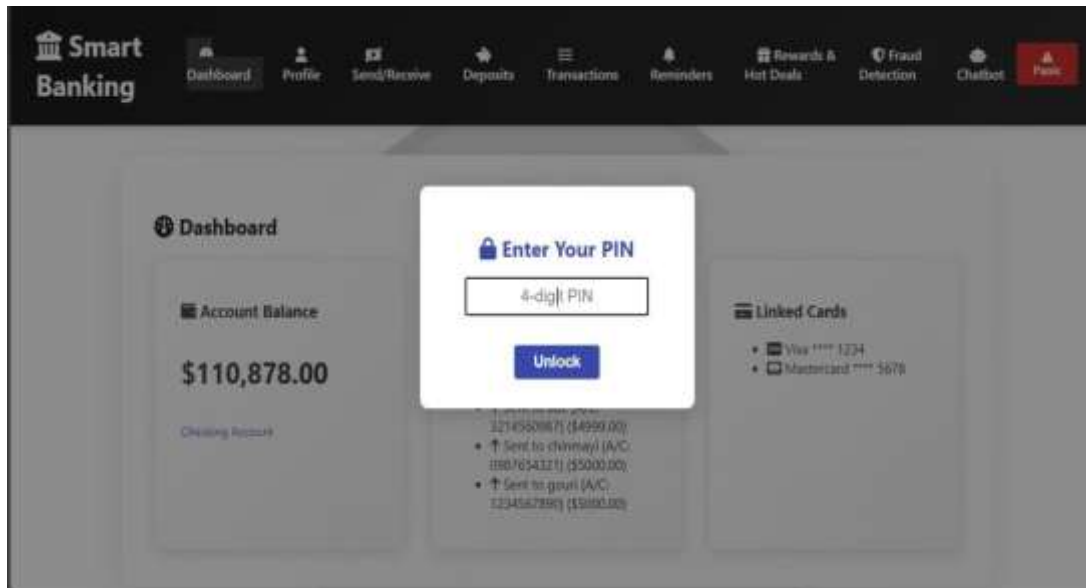 Smart Banking
Dashboard
Profile
Send/Receive
Deposits
Transactions
Reminders
Rewards & Hot Deals
Fraud Detection
Chatbot
Panic
Dashboard
Enter Your PIN
4-digit PIN
Unlock
Account Balance
$110,878.00
Checking Account
3214560987) ($4999.00)
↑ Sent to chinmayi (A/C:
0987654321) ($5000.00)
↑ Sent to gouri (A/C:
1234567890) ($5000.00)
Linked Cards
Visa **** 1234
Mastercard **** 5678